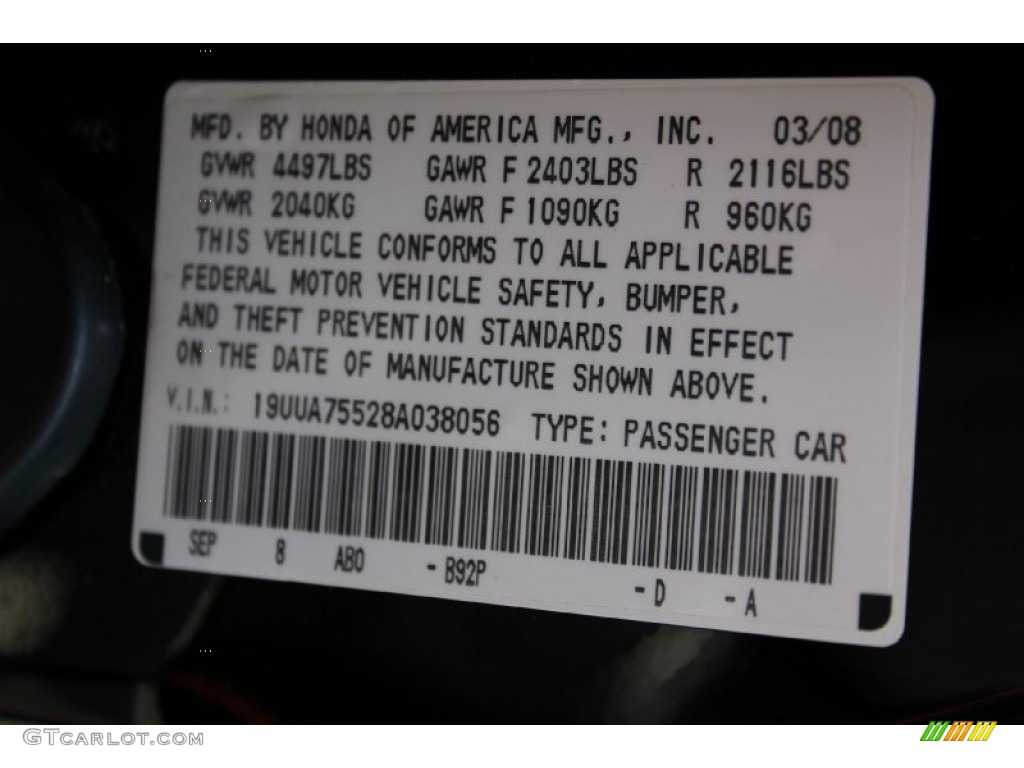 MFD. BY HONDA OF AMERICA MFG., INC. 03/08
GVWR 4497LBS GAWR F 2403LBS R 2116LBS
GVWR 2040KG GAWR F 1090KG R 960KG
THIS VEHICLE CONFORMS TO ALL APPLICABLE
FEDERAL MOTOR VEHICLE SAFETY, BUMPER,
AND THEFT PREVENTION STANDARDS IN EFFECT
ON THE DATE OF MANUFACTURE SHOWN ABOVE.
V.I.N.: 19UUA75528A038056 TYPE: PASSENGER CAR
SEP 8 AB0 - B92P - D - A
GTCARLOT.COM